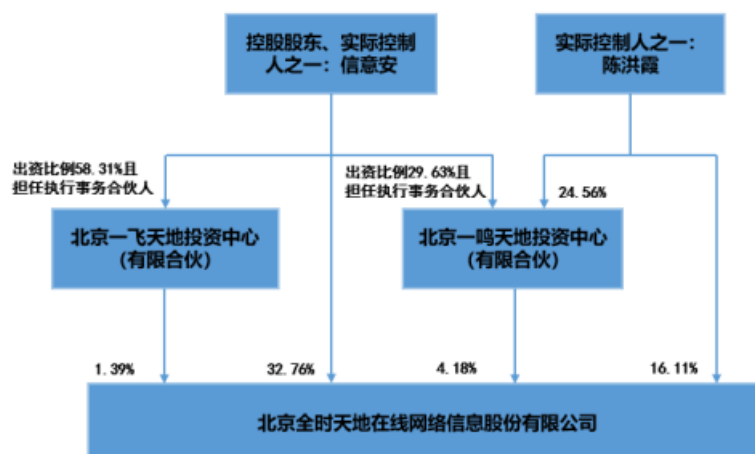 控股股东、实际控制
人之一：信意安
实际控制人之一：
陈洪霞
出资比例58.31%且
担任执行事务合伙人
出资比例29.63%且
担任执行事务合伙人
24.56%
北京一飞天地投资中心
（有限合伙）
北京一鸣天地投资中心
（有限合伙）
1.39%
32.76%
4.18%
16.11%
北京全时天地在线网络信息股份有限公司